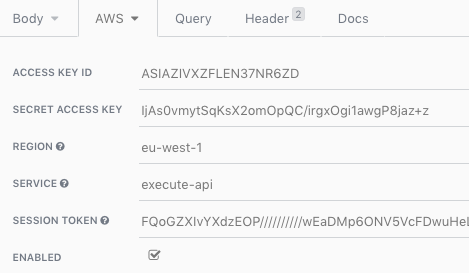 Body AWS Query Header 2 Docs
ACCESS KEY ID ASIAZIVXZFLEN37NR6ZD
SECRET ACCESS KEY IjAs0vmytSqKsX2omOpQC/irgxOgi1awgP8jaz+z
REGION eu-west-1
SERVICE execute-api
SESSION TOKEN FQoGZXIvYXdzEOP//////////wEaDMp6ONV5VcFDwuHeL
ENABLED